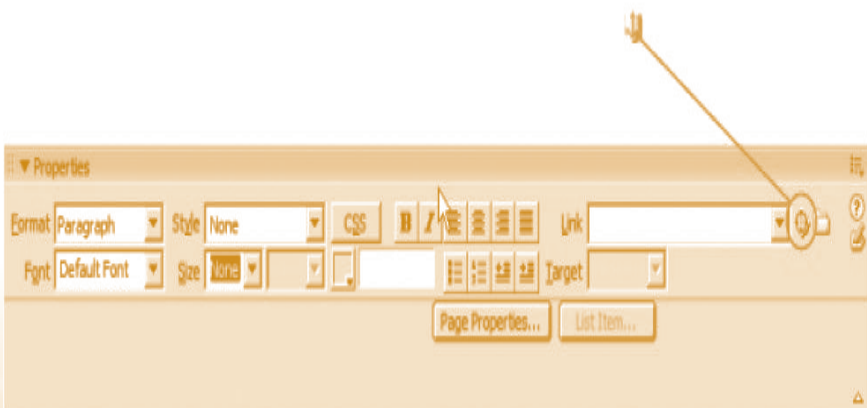 Properties
Format Paragraph Style None CSS B I Link
Font Default Font Size None Target
Page Properties... List Item...